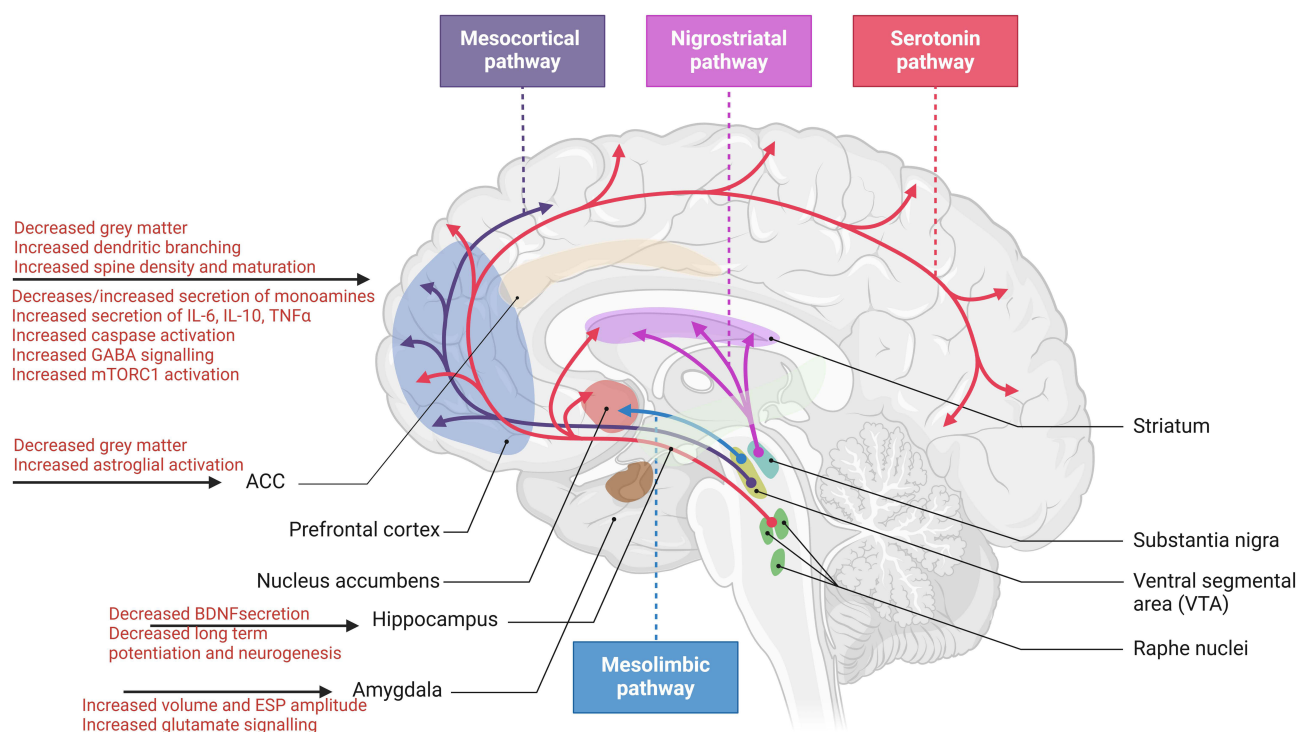 Mesocortical
pathway
Nigrostriatal
pathway
Serotonin
pathway
Decreased grey matter
Increased dendritic branching
Increased spine density and maturation
Decreases/increased secretion of monoamines
Increased secretion of IL-6, IL-10, TNFα
Increased caspase activation
Increased GABA signalling
Increased mTORC1 activation
Decreased grey matter
Increased astroglial activation
ACC
Prefrontal cortex
Nucleus accumbens
Decreased BDNFsecretion
Decreased long term
potentiation and neurogenesis
Hippocampus
Amygdala
Increased volume and ESP amplitude
Increased glutamate signalling
Mesolimbic
pathway
Striatum
Substantia nigra
Ventral segmental
area (VTA)
Raphe nuclei